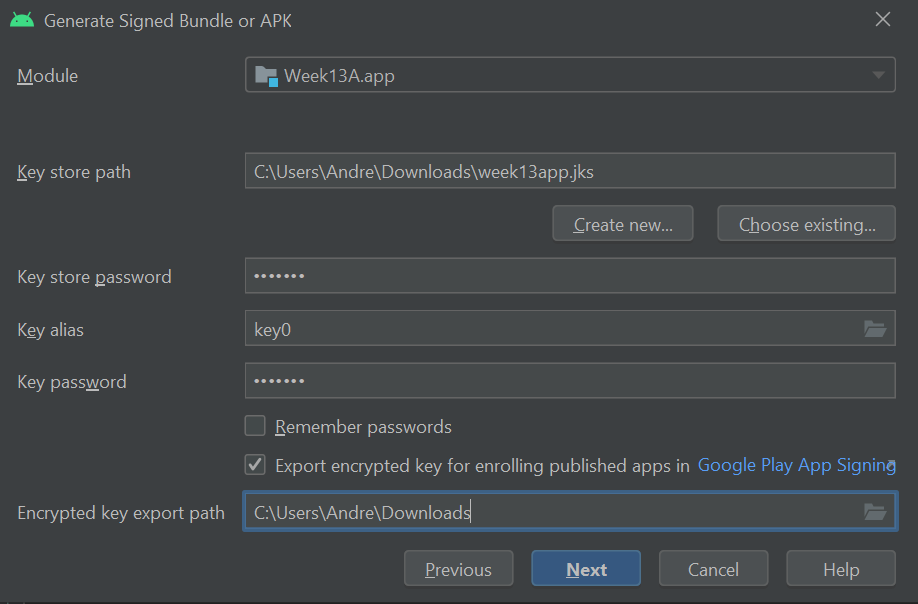 Generate Signed Bundle or APK
Module
Week13A.app
Key store path
C:\Users\Andre\Downloads\week13app.jks
Create new...
Choose existing...
Key store password
•••••••
Key alias
key0
Key password
•••••••
Remember passwords
Export encrypted key for enrolling published apps in Google Play App Signing
Encrypted key export path
C:\Users\Andre\Downloads
Previous
Next
Cancel
Help